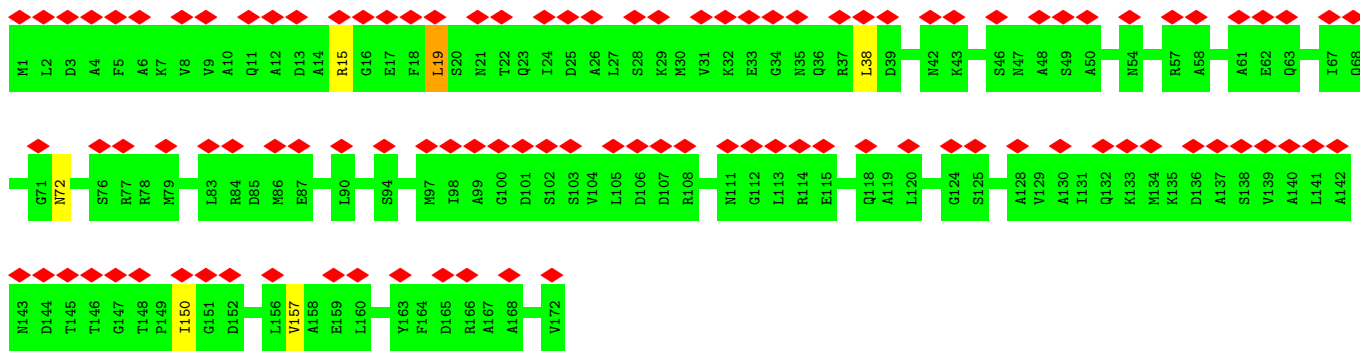 M1 L2 D3 A4 F5 A6 K7 V8 V9 A10 Q11 A12 D13 A14 R15 G16 E17 F18 L19 S20 N21 T22 Q23 I24 D25 A26 L27 S28 K29 M30 V31 K32 E33 G34 N35 Q36 R37 L38 D39 N42 K43 S46 N47 A48 S49 A50 N54 R57 A58 A61 E62 Q63 I67 Q68
G71 N72 S76 R77 R78 M79 L83 R84 D85 M86 E87 L90 S94 M97 I98 A99 G100 D101 S102 S103 V104 L105 D106 D107 R108 N111 G112 L113 R114 E115 Q118 A119 L120 G124 S125 A128 V129 A130 I131 Q132 K133 M134 K135 D136 A137 S138 V139 A140 L141 A142
N143 D144 T145 T146 G147 T148 P149 I150 G151 D152 L156 V157 A158 E159 L160 Y163 F164 D165 R166 A167 A168 V172